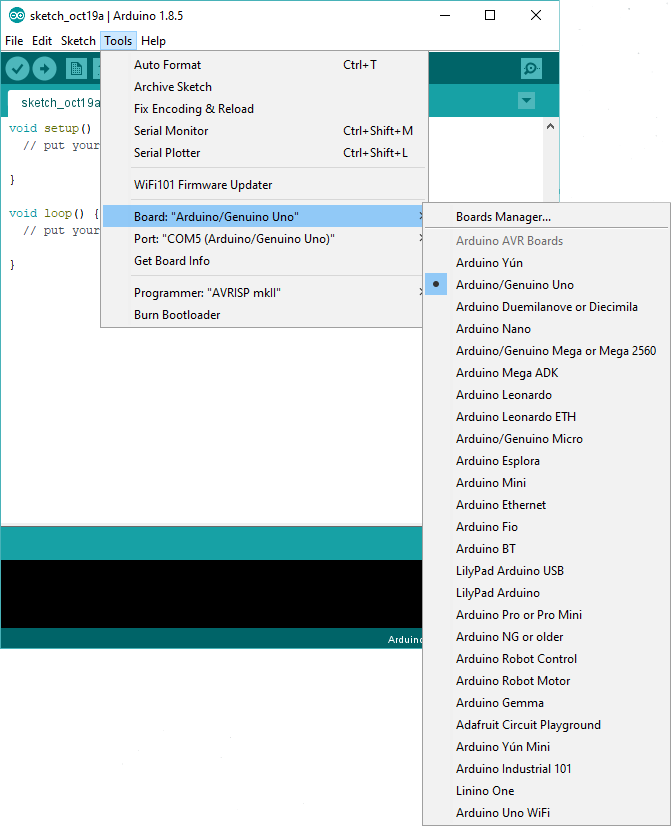 sketch_oct19a | Arduino 1.8.5
File Edit Sketch Tools Help
sketch_oct19a
void setup()
// put your
}
void loop() {
// put your
}
Auto Format Ctrl+T
Archive Sketch
Fix Encoding & Reload
Serial Monitor Ctrl+Shift+M
Serial Plotter Ctrl+Shift+L
WiFi101 Firmware Updater
Board: "Arduino/Genuino Uno"
Port: "COM5 (Arduino/Genuino Uno)"
Get Board Info
Programmer: "AVRISP mkII"
Burn Bootloader
Boards Manager...
Arduino AVR Boards
Arduino Yún
Arduino/Genuino Uno
Arduino Duemilanove or Diecimila
Arduino Nano
Arduino/Genuino Mega or Mega 2560
Arduino Mega ADK
Arduino Leonardo
Arduino Leonardo ETH
Arduino/Genuino Micro
Arduino Esplora
Arduino Mini
Arduino Ethernet
Arduino Fio
Arduino BT
LilyPad Arduino USB
LilyPad Arduino
Arduino Pro or Pro Mini
Arduino NG or older
Arduino Robot Control
Arduino Robot Motor
Arduino Gemma
Adafruit Circuit Playground
Arduino Yún Mini
Arduino Industrial 101
Linino One
Arduino Uno WiFi
Arduino